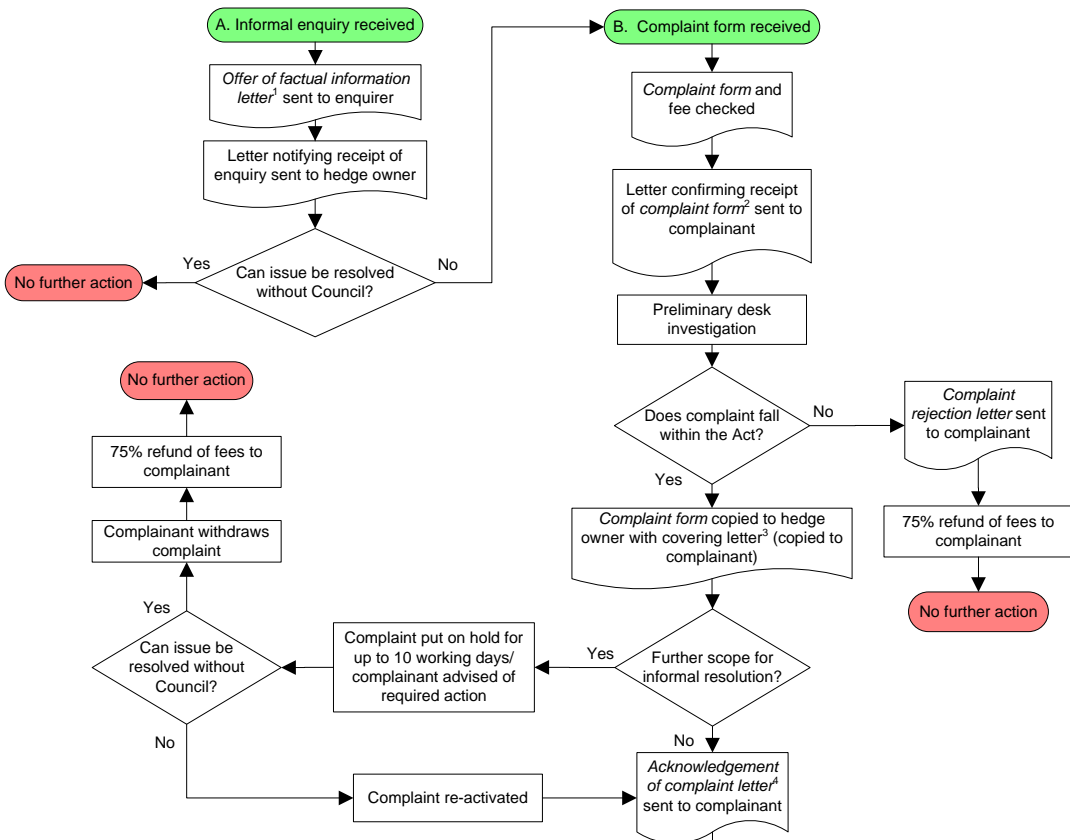 A. Informal enquiry received
Offer of factual information
letter¹ sent to enquirer
Letter notifying receipt of
enquiry sent to hedge owner
Can issue be resolved
without Council?
Yes
No further action
No
B. Complaint form received
Complaint form and
fee checked
Letter confirming receipt
of complaint form² sent to
complainant
Preliminary desk
investigation
Does complaint fall
within the Act?
No
Complaint
rejection letter sent
to complainant
75% refund of fees to
complainant
No further action
Yes
Complaint form copied to hedge
owner with covering letter³ (copied to
complainant)
Further scope for
informal resolution?
Yes
Complaint put on hold for
up to 10 working days/
complainant advised of
required action
Can issue be
resolved without
Council?
Yes
Complainant withdraws
complaint
75% refund of fees to
complainant
No further action
No
Complaint re-activated
No
Acknowledgement
of complaint letter⁴
sent to complainant